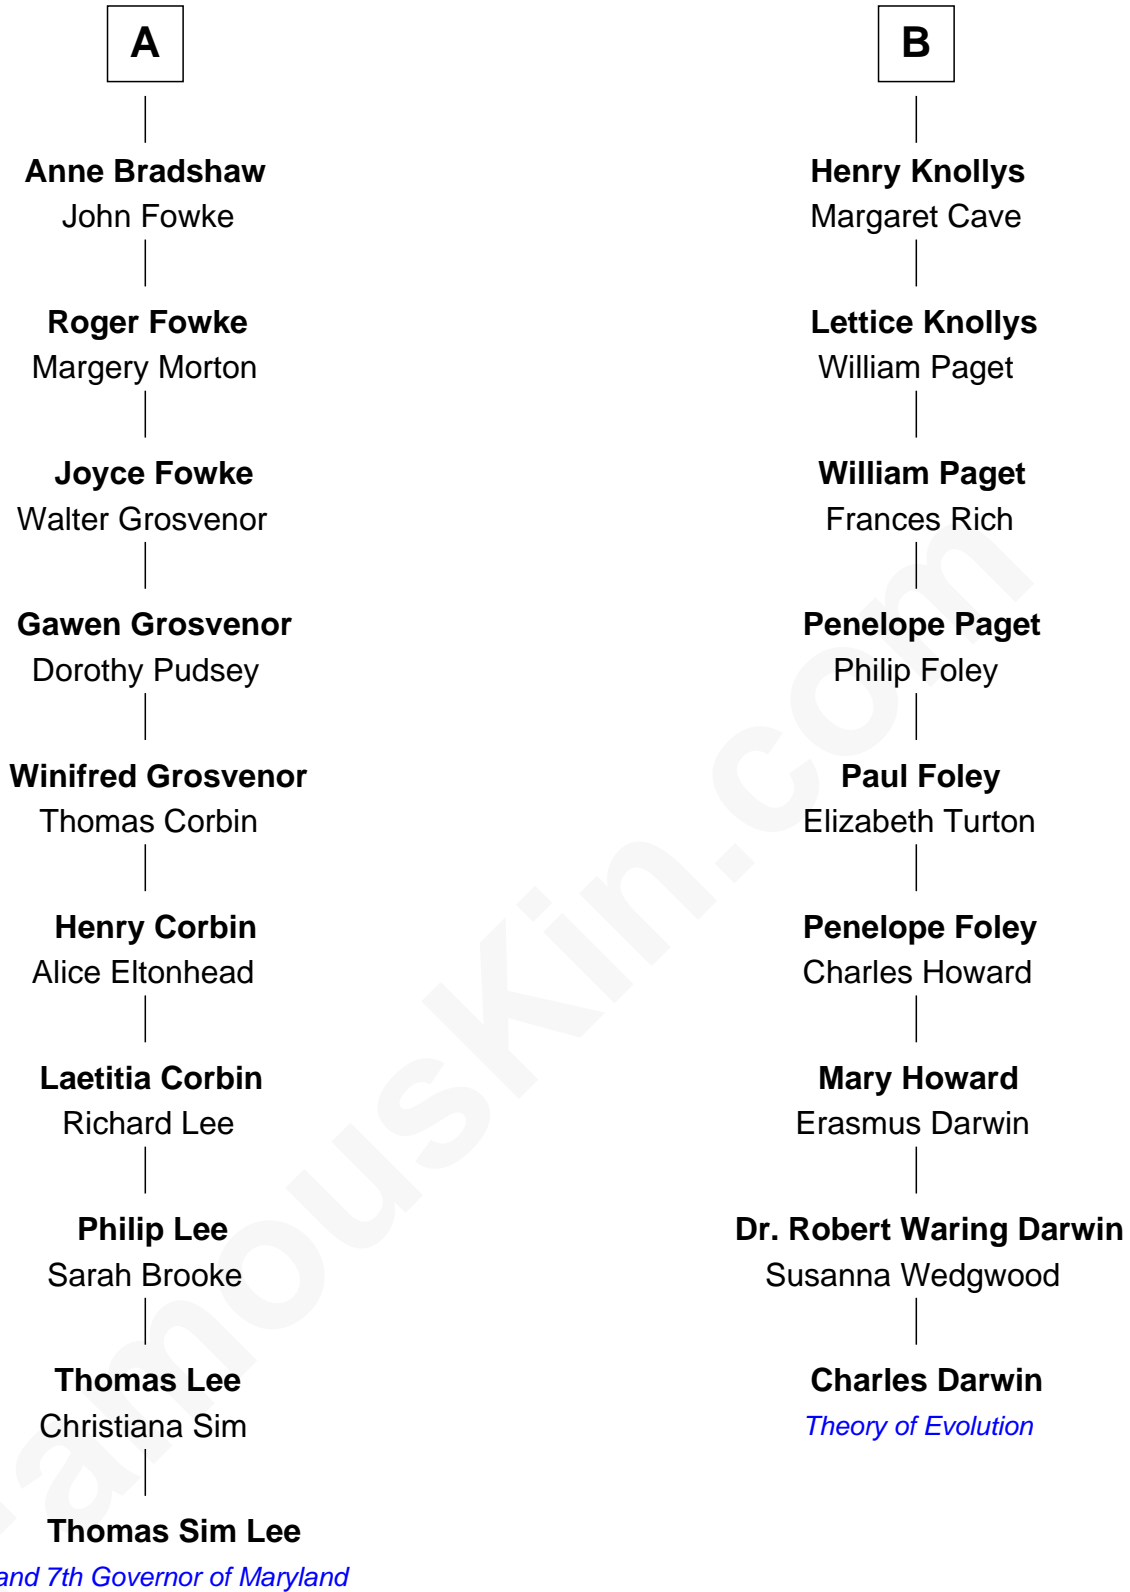 A
Anne Bradshaw
John Fowke
Roger Fowke
Margery Morton
Joyce Fowke
Walter Grosvenor
Gawen Grosvenor
Dorothy Pudsey
Winifred Grosvenor
Thomas Corbin
Henry Corbin
Alice Eltonhead
Laetitia Corbin
Richard Lee
Philip Lee
Sarah Brooke
Thomas Lee
Christiana Sim
Thomas Sim Lee
and 7th Governor of Maryland
B
Henry Knollys
Margaret Cave
Lettice Knollys
William Paget
William Paget
Frances Rich
Penelope Paget
Philip Foley
Paul Foley
Elizabeth Turton
Penelope Foley
Charles Howard
Mary Howard
Erasmus Darwin
Dr. Robert Waring Darwin
Susanna Wedgwood
Charles Darwin
Theory of Evolution
amousKin.com